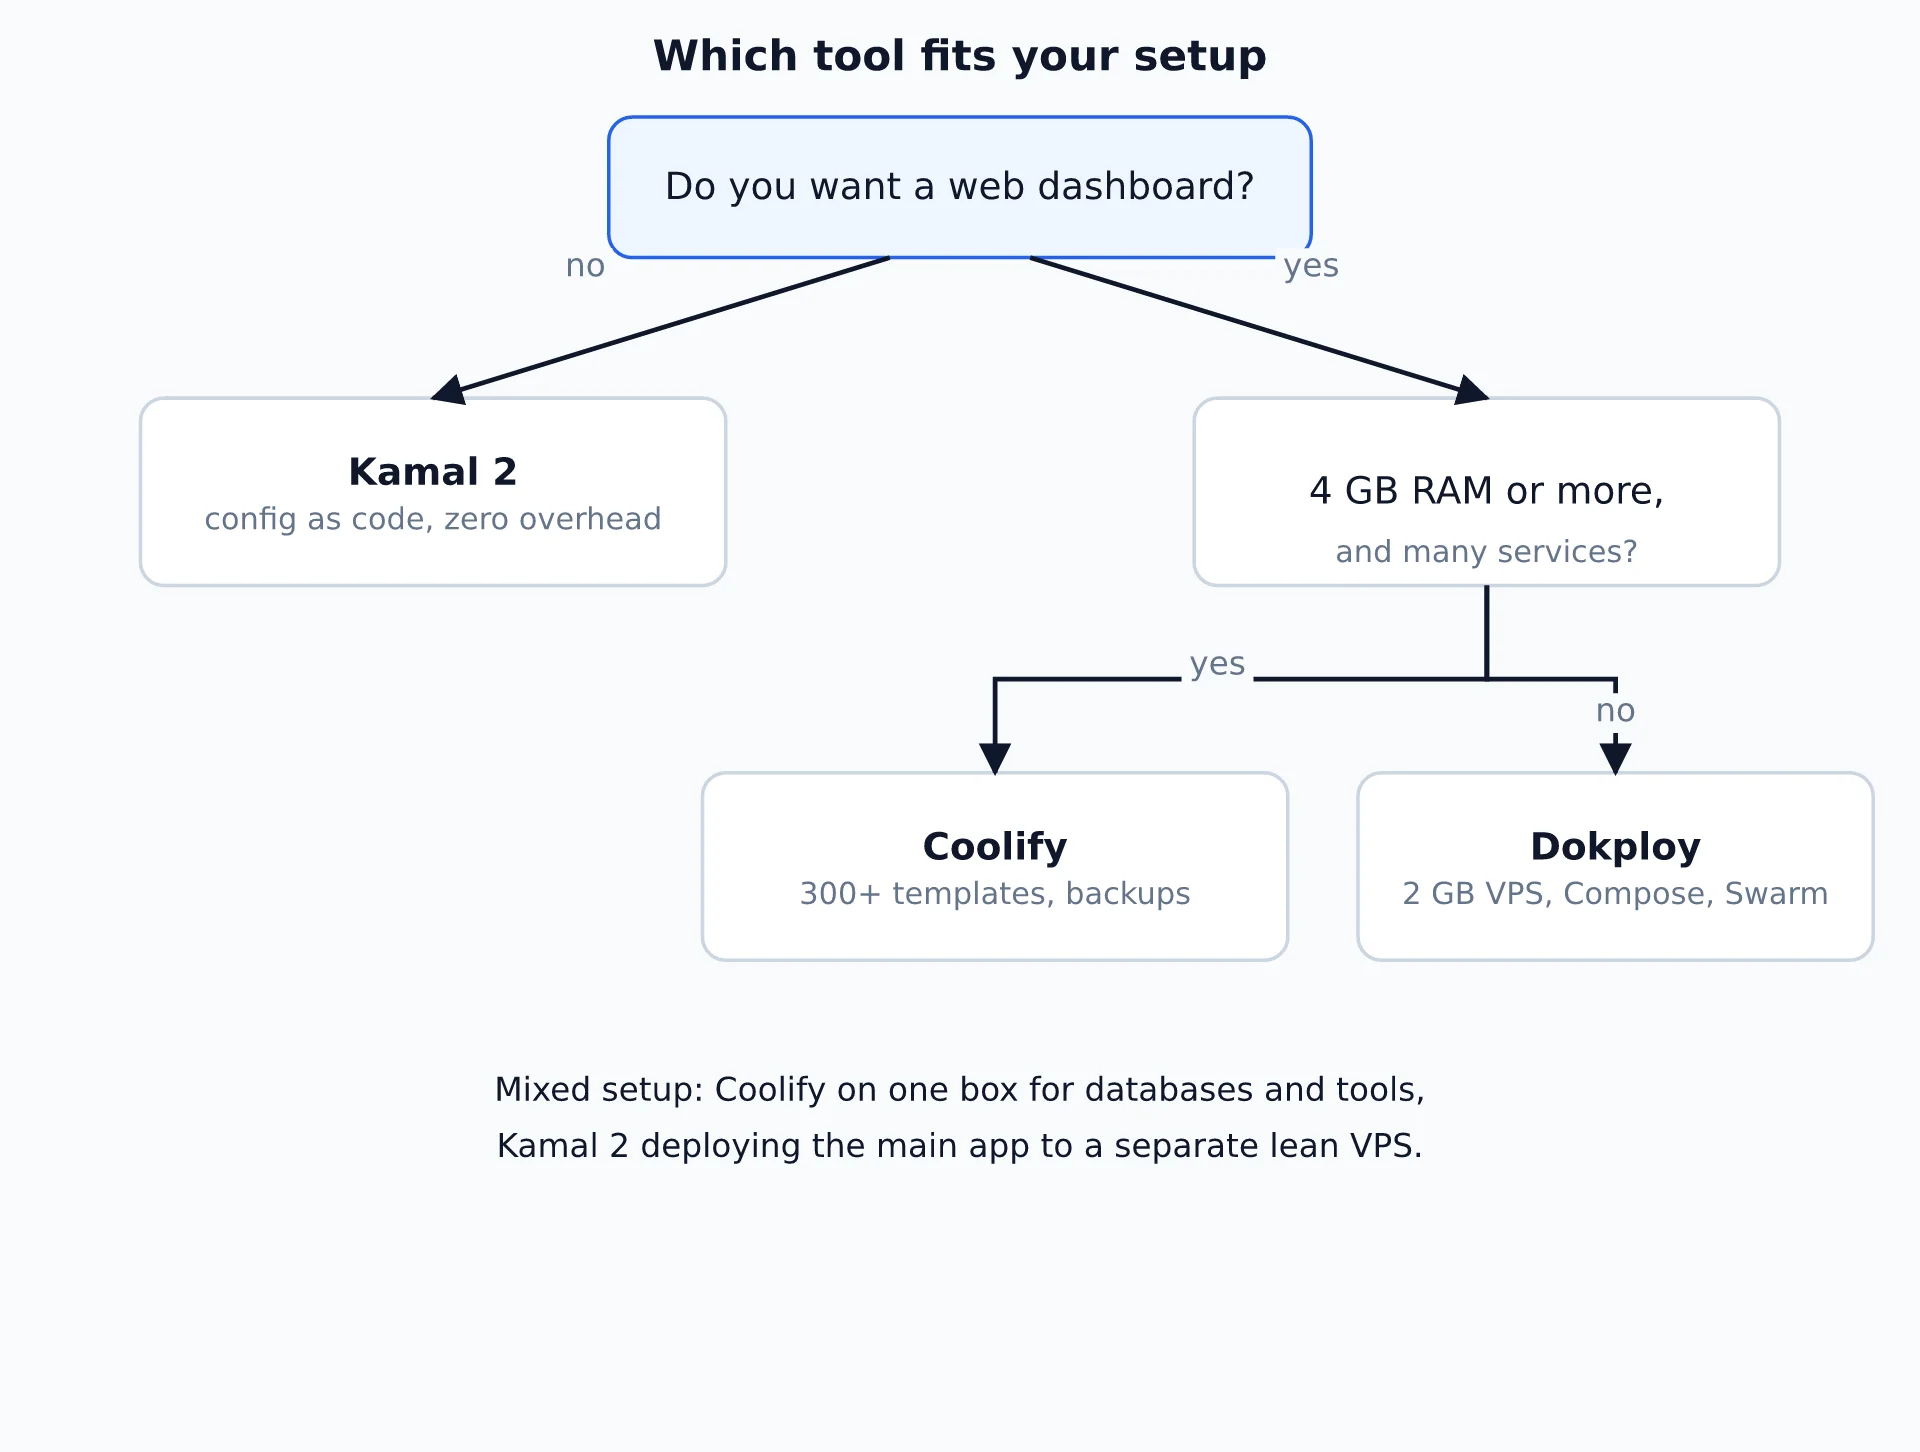 Which tool fits your setup
Do you want a web dashboard?
no
yes
Kamal 2
config as code, zero overhead
4 GB RAM or more,
and many services?
yes
no
Coolify
300+ templates, backups
Dokploy
2 GB VPS, Compose, Swarm
Mixed setup: Coolify on one box for databases and tools,
Kamal 2 deploying the main app to a separate lean VPS.